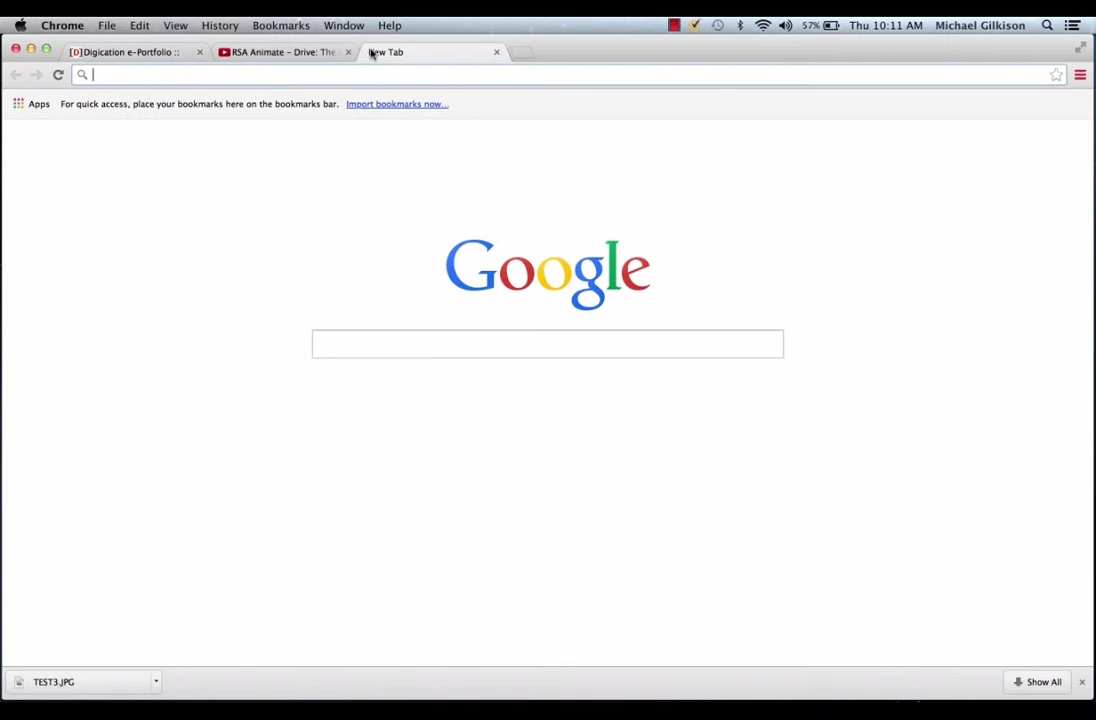 Chrome File Edit View History Bookmarks Window Help 57% Thu 10:11 AM Michael Gilkison
[D]Digication e-Portfolio :: RSA Animate – Drive: The New Tab
Apps For quick access, place your bookmarks here on the bookmarks bar. Import bookmarks now...
Google
TEST3.JPG Show All